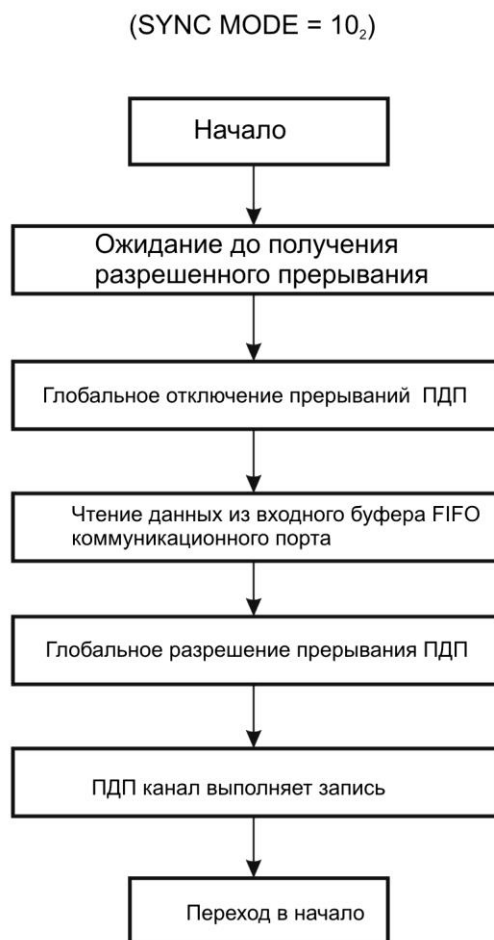 (SYNC MODE = 10₂)
Начало
Ожидание до получения
разрешенного прерывания
Глобальное отключение прерываний ПДП
Чтение данных из входного буфера FIFO
коммуникационного порта
Глобальное разрешение прерывания ПДП
ПДП канал выполняет запись
Переход в начало